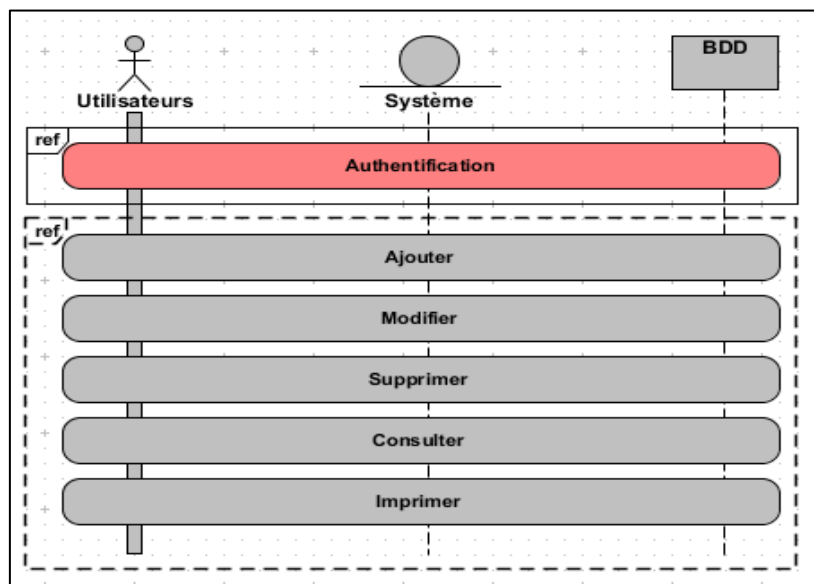 BDD
Utilisateurs
Système
ref
Authentification
ref
Ajouter
Modifier
Supprimer
Consulter
Imprimer